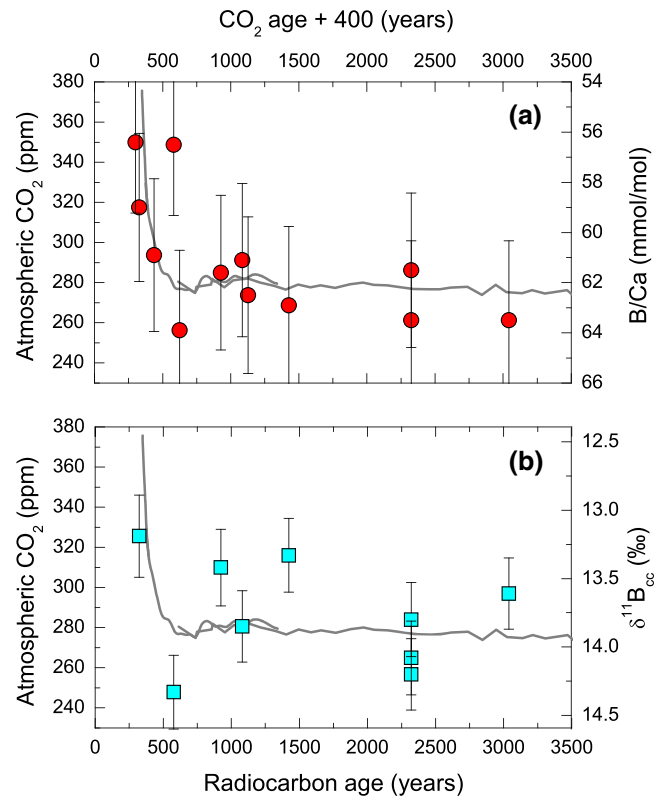 CO2 age + 400 (years)
0 500 1000 1500 2000 2500 3000 3500
380 54
360 56
340 58
320 60
300 62
280 64
260 66
240
Atmospheric CO2 (ppm)
B/Ca (mmol/mol)
(a)
380 12.5
360 13.0
340 13.5
320 14.0
300 14.5
280
260
240
Atmospheric CO2 (ppm)
δ11Bcc (‰)
(b)
0 500 1000 1500 2000 2500 3000 3500
Radiocarbon age (years)